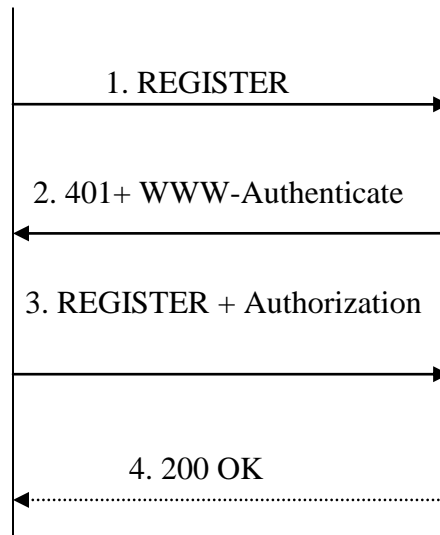 1. REGISTER
2. 401+ WWW-Authenticate
3. REGISTER + Authorization
4. 200 OK